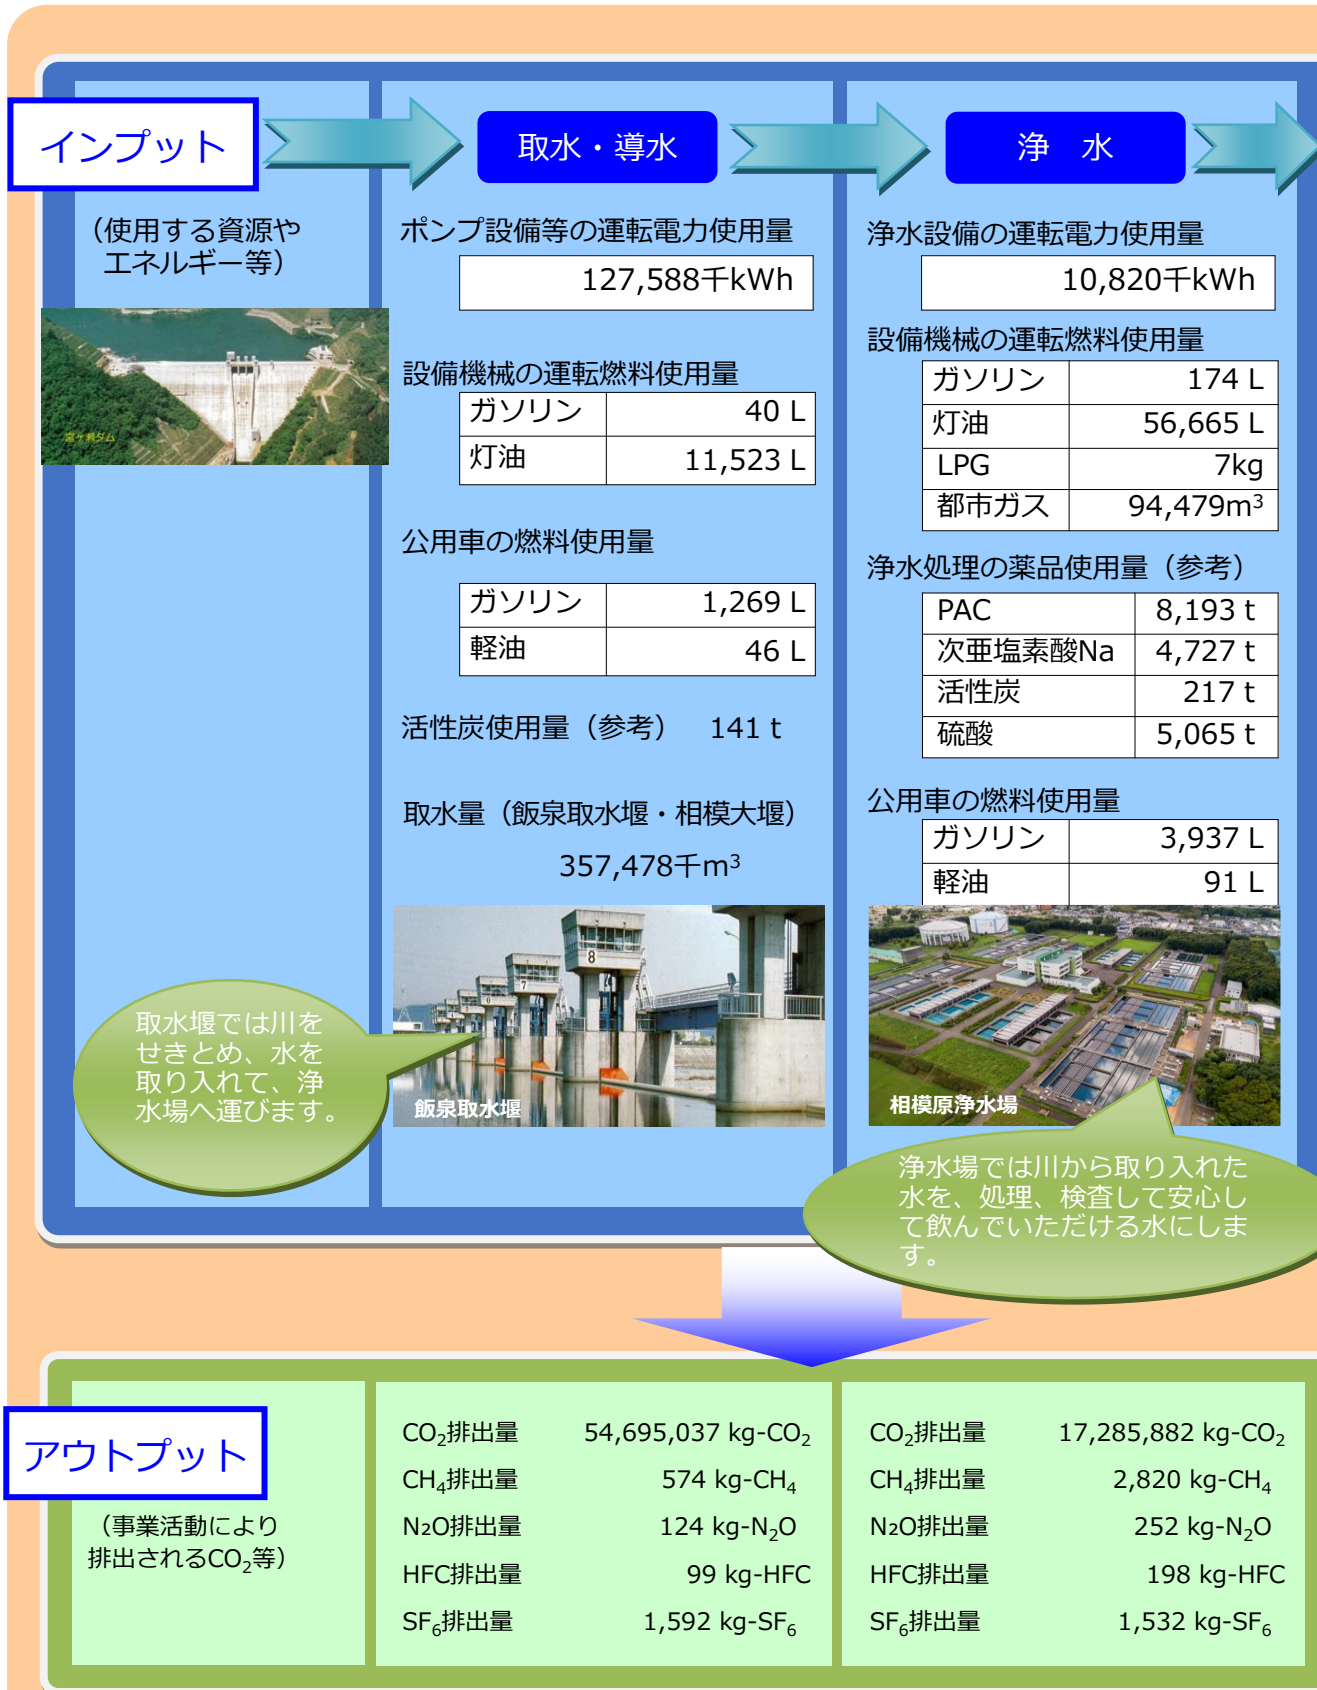 インプット
（使用する資源や
エネルギー等）
宮ヶ瀬ダム
取水・導水
ポンプ設備等の運転電力使用量
127,588千kWh
設備機械の運転燃料使用量
ガソリン 40 L
灯油 11,523 L
公用車の燃料使用量
ガソリン 1,269 L
軽油 46 L
活性炭使用量（参考） 141 t
取水量（飯泉取水堰・相模大堰）
357,478千m³
8
7
6
飯泉取水堰
取水堰では川を
せきとめ、水を
取り入れて、浄
水場へ運びます。
浄 水
浄水設備の運転電力使用量
10,820千kWh
設備機械の運転燃料使用量
ガソリン 174 L
灯油 56,665 L
LPG 7kg
都市ガス 94,479m³
浄水処理の薬品使用量（参考）
PAC 8,193 t
次亜塩素酸Na 4,727 t
活性炭 217 t
硫酸 5,065 t
公用車の燃料使用量
ガソリン 3,937 L
軽油 91 L
相模原浄水場
浄水場では川から取り入れた
水を、処理、検査して安心し
て飲んでいただける水にしま
す。
アウトプット
（事業活動により
排出されるCO₂等）
CO₂排出量 54,695,037 kg-CO₂
CH₄排出量 574 kg-CH₄
N₂O排出量 124 kg-N₂O
HFC排出量 99 kg-HFC
SF₆排出量 1,592 kg-SF₆
CO₂排出量 17,285,882 kg-CO₂
CH₄排出量 2,820 kg-CH₄
N₂O排出量 252 kg-N₂O
HFC排出量 198 kg-HFC
SF₆排出量 1,532 kg-SF₆